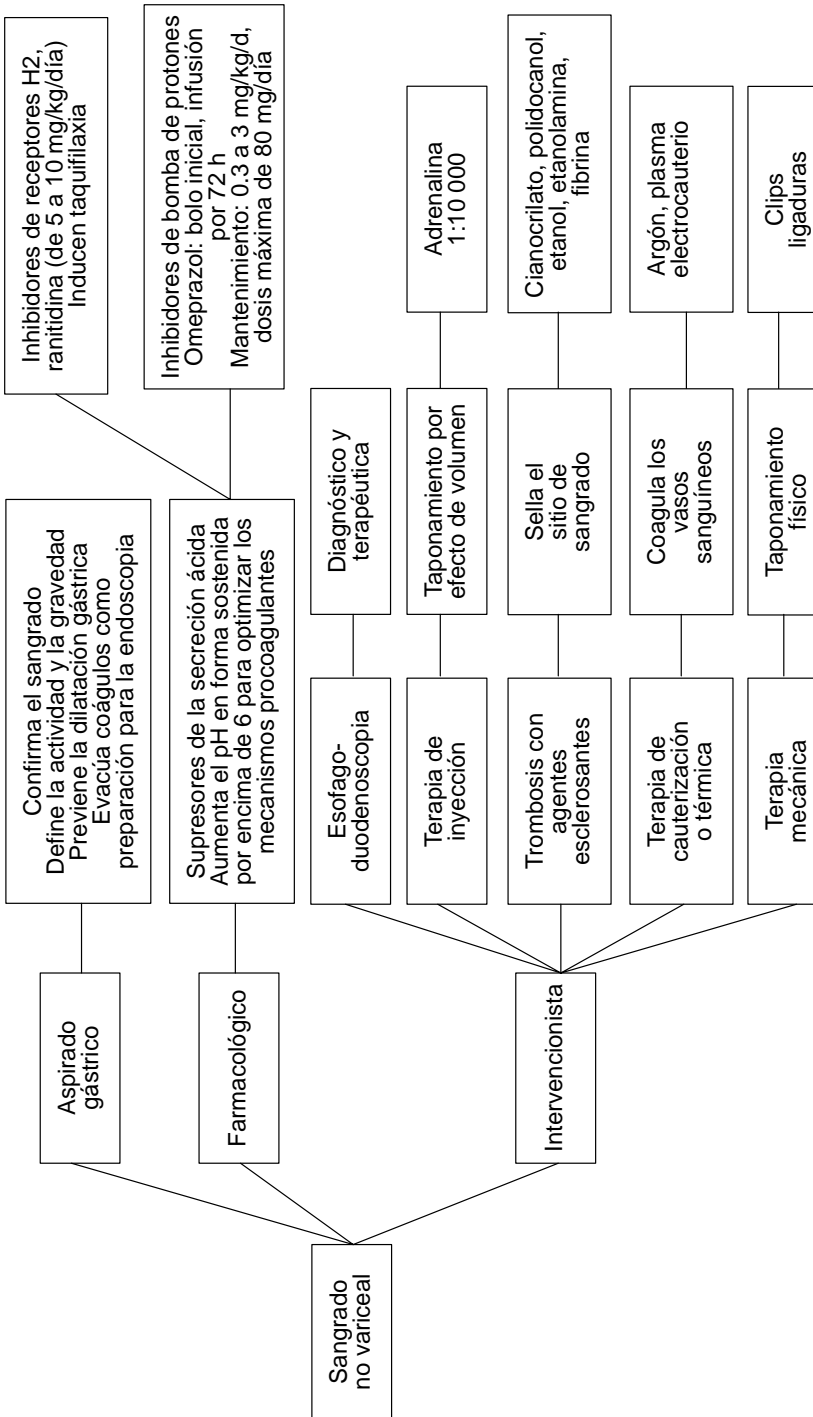 Sangrado
no variceal
Aspirado
gástrico
Confirma el sangrado
Define la actividad y la gravedad
Previene la dilatación gástrica
Evacúa coágulos como
preparación para la endoscopia
Farmacológico
Supresores de la secreción ácida
Aumenta el pH en forma sostenida
por encima de 6 para optimizar los
mecanismos procoagulantes
Inhibidores de receptores H2,
ranitidina (de 5 a 10 mg/kg/día)
Inducen taquifilaxia
Inhibidores de bomba de protones
Omeprazol: bolo inicial, infusión
por 72 h
Mantenimiento: 0.3 a 3 mg/kg/d,
dosis máxima de 80 mg/día
Intervencionista
Esofago-
duodenoscopia
Diagnóstico y
terapéutica
Terapia de
inyección
Taponamiento por
efecto de volumen
Adrenalina
1:10 000
Trombosis con
agentes
esclerosantes
Sella el
sitio de
sangrado
Cianocrilato, polidocanol,
etanol, etanolamina,
fibrina
Terapia de
cauterización
o térmica
Coagula los
vasos
sanguíneos
Argón, plasma
electrocauterio
Terapia
mecánica
Taponamiento
físico
Clips
ligaduras